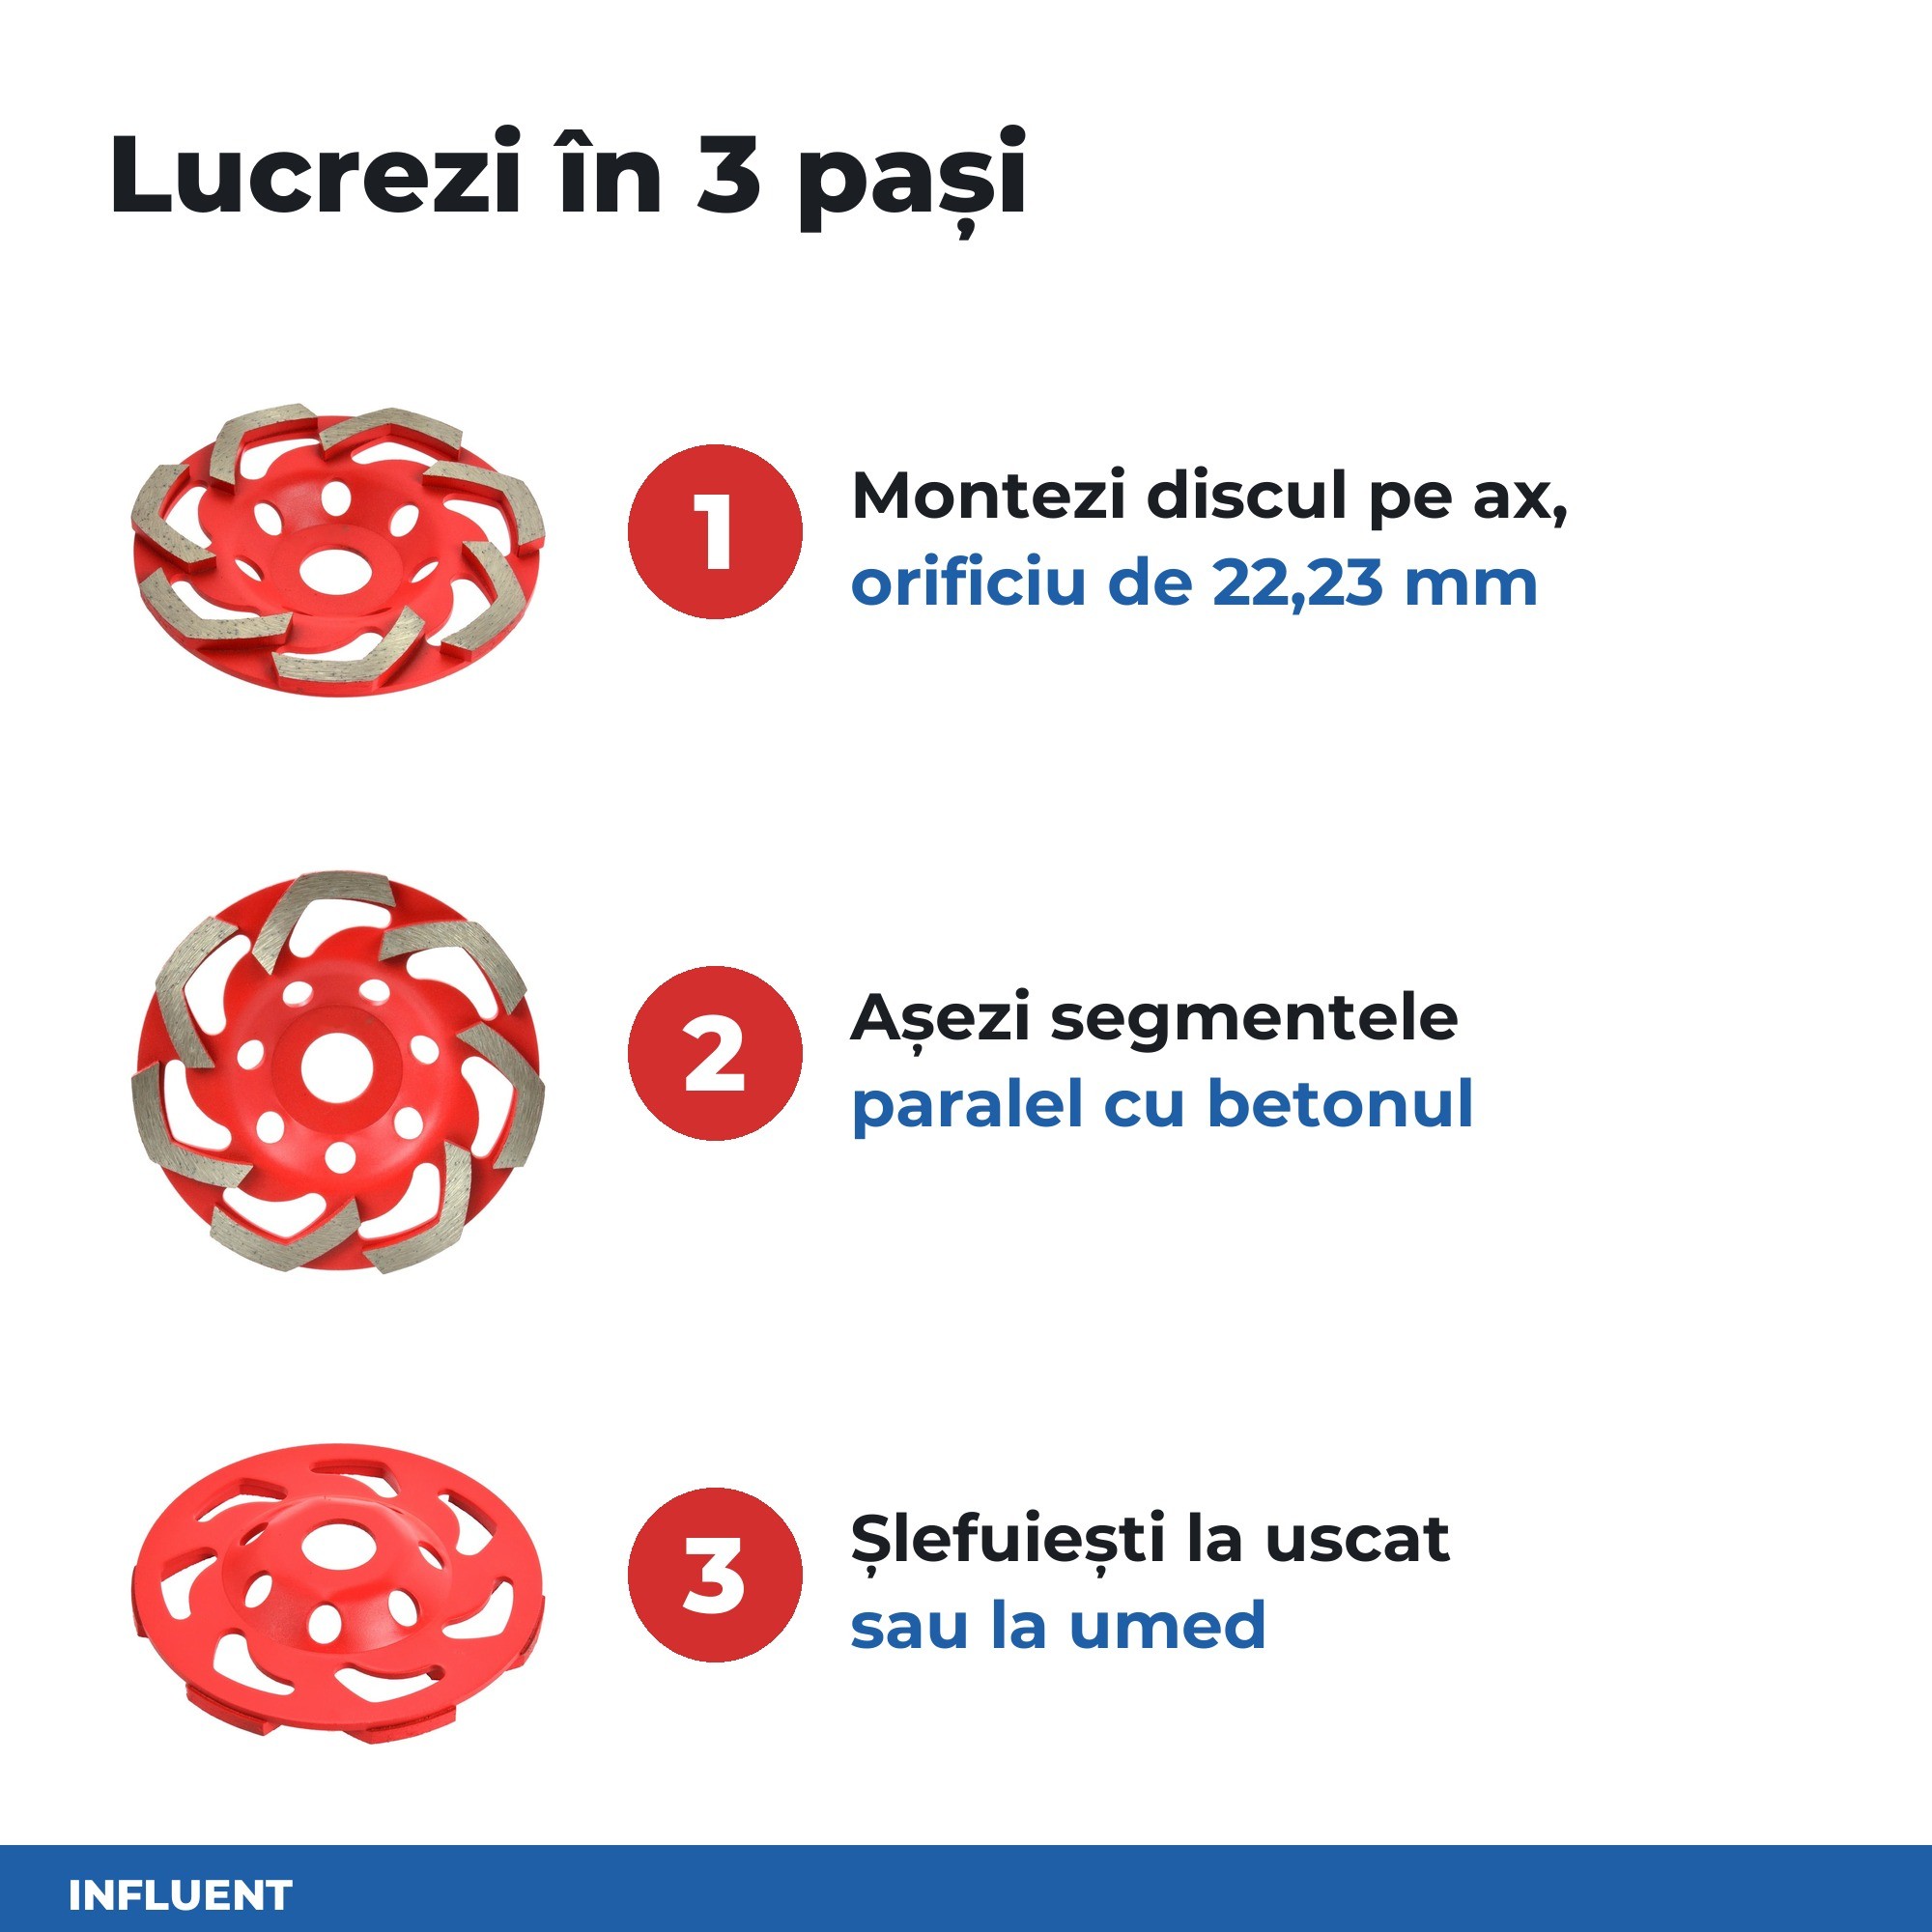 Lucrezi în 3 pași
1
Montezi discul pe ax,
orificiu de 22,23 mm
2
Așezi segmentele
paralel cu betonul
3
Șlefuiești la uscat
sau la umed
INFLUENT